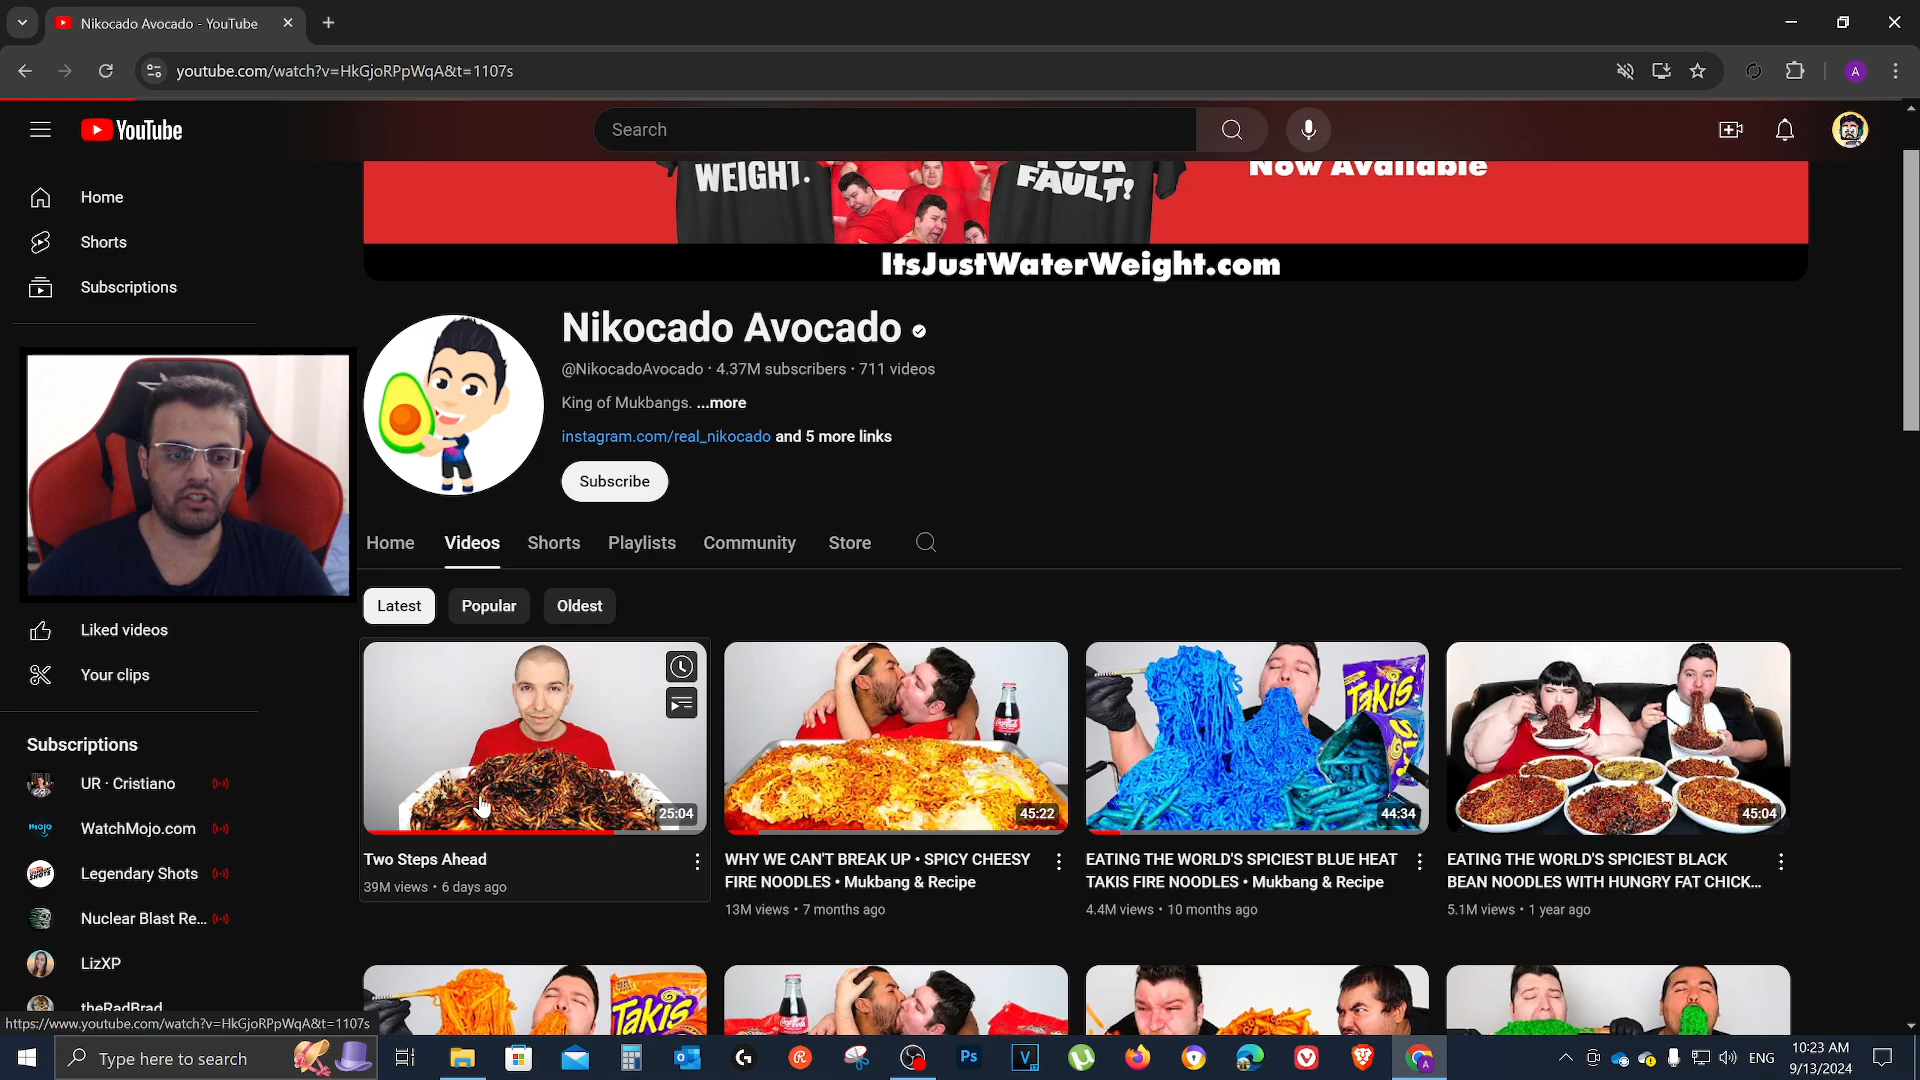 Nikocado Avocado - YouTube
youtube.com/watch?v=HkGjoRPpWqA&t=1107s
A
YouTube
Search
WEIGHT.
YOUR
FAULT!
Now Available
ItsJustWaterWeight.com
Home
Shorts
Subscriptions
Nikocado Avocado
@NikocadoAvocado · 4.37M subscribers · 711 videos
King of Mukbangs. ...more
instagram.com/real_nikocado and 5 more links
Subscribe
Home Videos Shorts Playlists Community Store
Latest Popular Oldest
Liked videos
Your clips
Subscriptions
UR · Cristiano
mojo WatchMojo.com
Legendary Shots
Nuclear Blast Re...
LizXP
theRadBrad
25:04
Two Steps Ahead
39M views • 6 days ago
Coca-Cola
45:22
WHY WE CAN'T BREAK UP • SPICY CHEESY
FIRE NOODLES • Mukbang & Recipe
13M views • 7 months ago
TAKIS
44:34
EATING THE WORLD'S SPICIEST BLUE HEAT
TAKIS FIRE NOODLES • Mukbang & Recipe
4.4M views • 10 months ago
45:04
EATING THE WORLD'S SPICIEST BLACK
BEAN NOODLES WITH HUNGRY FAT CHICK...
5.1M views • 1 year ago
TAKIS
https://www.youtube.com/watch?v=HkGjoRPpWqA&t=1107s
Type here to search
Ps
V
ENG
10:23 AM
9/13/2024